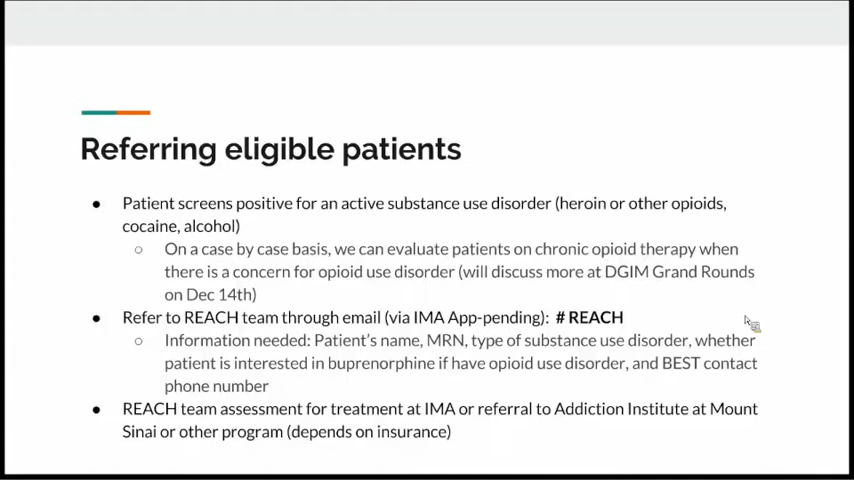 Referring eligible patients
● Patient screens positive for an active substance use disorder (heroin or other opioids,
cocaine, alcohol)
○ On a case by case basis, we can evaluate patients on chronic opioid therapy when
there is a concern for opioid use disorder (will discuss more at DGIM Grand Rounds
on Dec 14th)
● Refer to REACH team through email (via IMA App-pending): # REACH
○ Information needed: Patient's name, MRN, type of substance use disorder, whether
patient is interested in buprenorphine if have opioid use disorder, and BEST contact
phone number
● REACH team assessment for treatment at IMA or referral to Addiction Institute at Mount
Sinai or other program (depends on insurance)